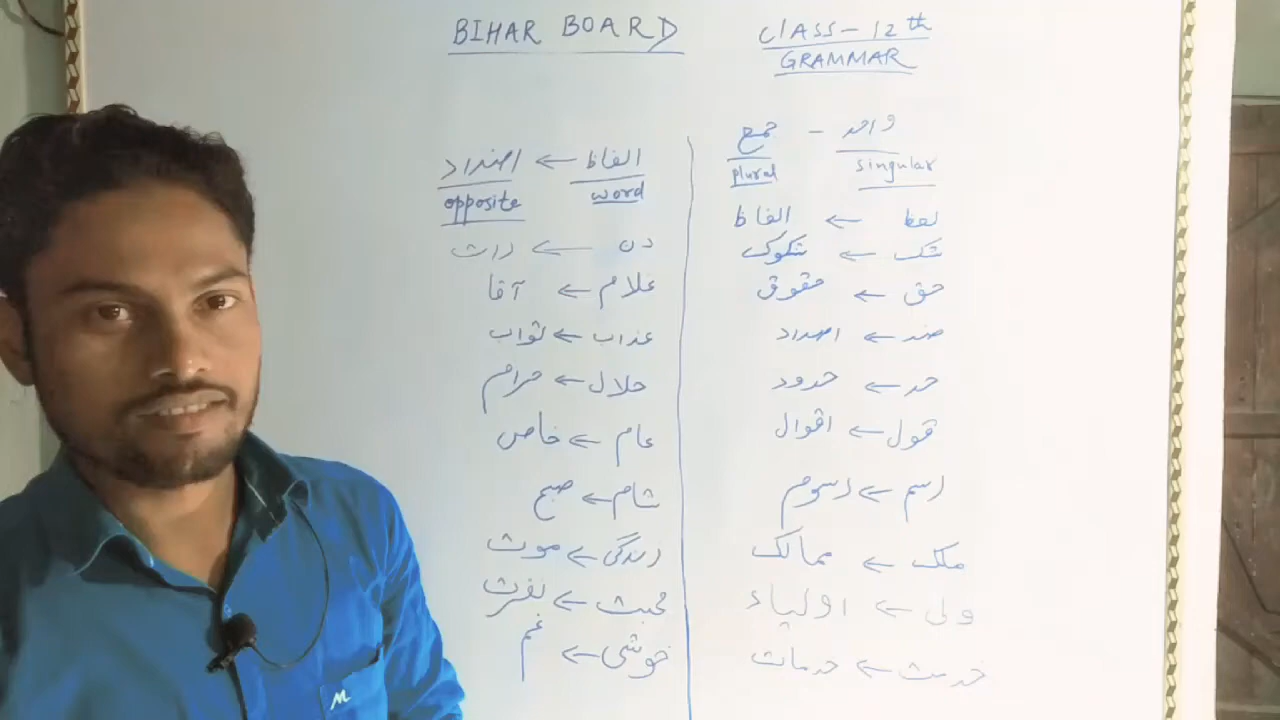 BIHAR BOARD
CLASS-12th
GRAMMAR
واحد - جمع
singular plural
لفظ ← الفاظ
شک ← شکوک
حق ← حقوق
ضد ← اضداد
حد ← حدود
قول ← اقوال
اسم ← اسوم
ملک ← ممالک
ولی ← اولیاء
خدمت ← خدمات
الفاظ ← اضداد
word opposite
دن ← رات
غلام ← آقا
عذاب ← ثواب
حلال ← حرام
عام ← خاص
شام ← صبح
زندگی ← موت
محبت ← نفرت
خوشی ← غم
M